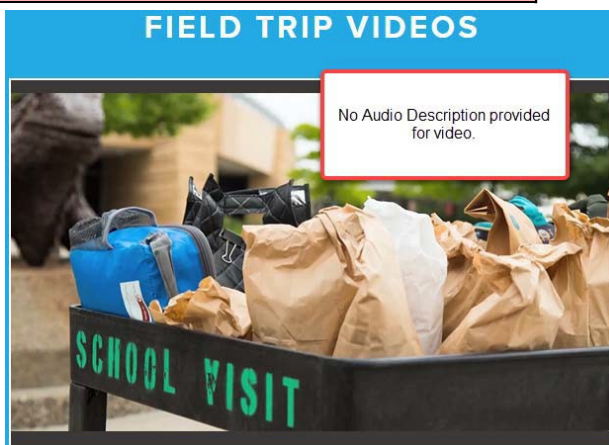 FIELD TRIP VIDEOS
No Audio Description provided
for video.
SCHOOL VISIT